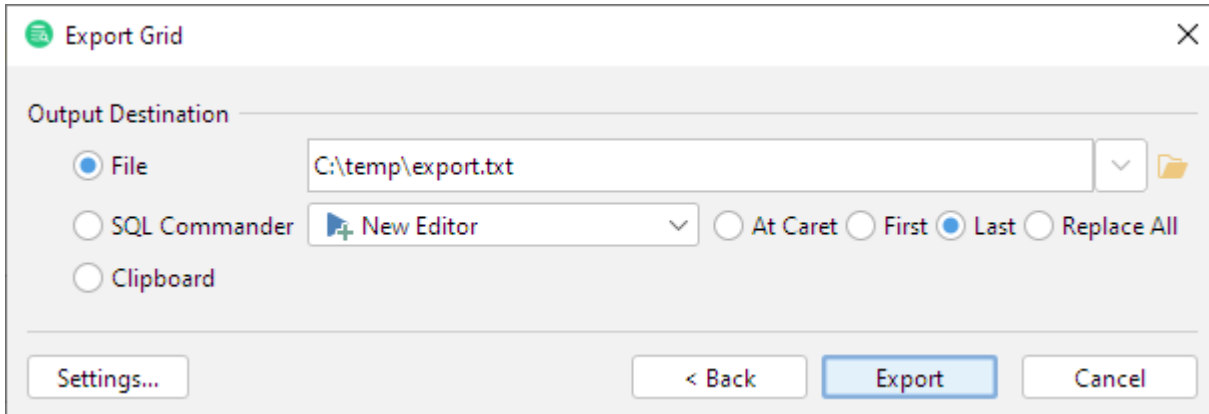 Export Grid
Output Destination
File C:\temp\export.txt
SQL Commander New Editor At Caret First Last Replace All
Clipboard
Settings... < Back Export Cancel